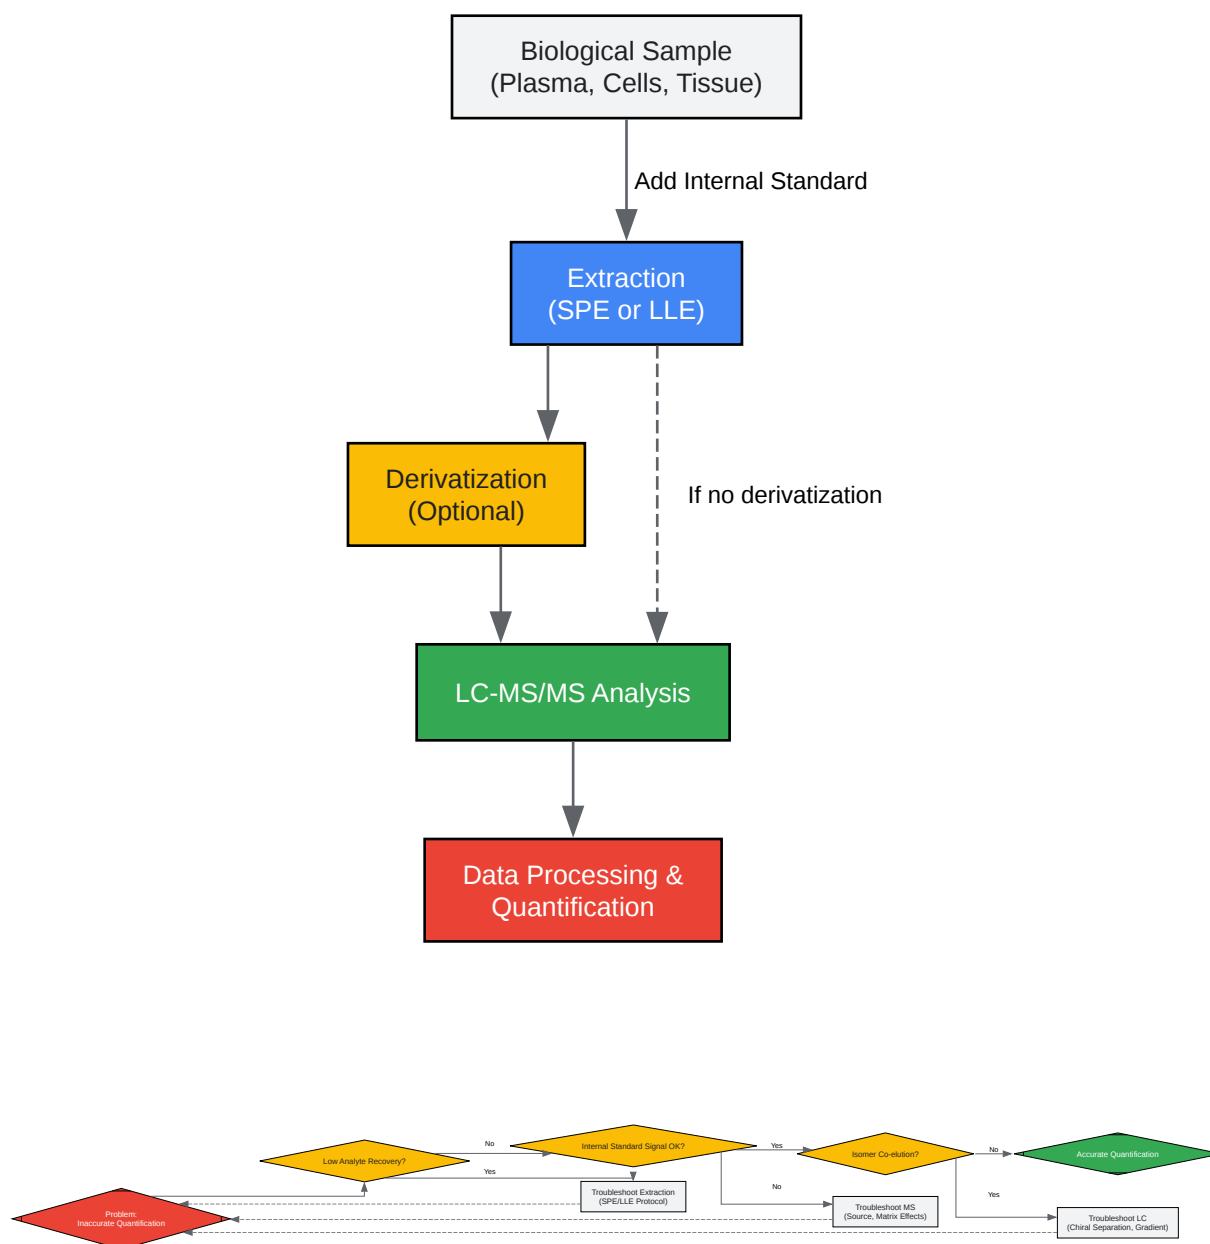 Biological Sample
(Plasma, Cells, Tissue)
Add Internal Standard
Extraction
(SPE or LLE)
Derivatization
(Optional)
If no derivatization
LC-MS/MS Analysis
Data Processing &
Quantification
No
Internal Standard Signal OK?
Yes
Isomer Co-elution?
No
Accurate Quantification
Low Analyte Recovery?
Yes
Troubleshoot Extraction
(SPE/LLE Protocol)
No
Troubleshoot MS
(Source, Matrix Effects)
Yes
Troubleshoot LC
(Chiral Separation, Gradient)
Problem:
Inaccurate Quantification